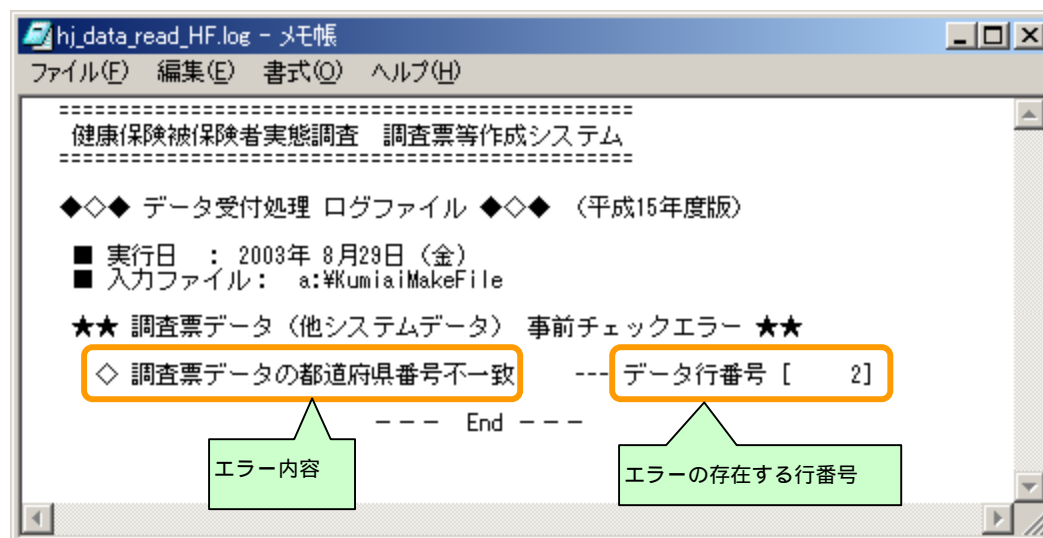 hj_data_read_HF.log - メモ帳
ファイル(F) 編集(E) 書式(O) ヘルプ(H)
================================================
健康保険被保険者実態調査 調査票等作成システム
================================================
◆◇◆ データ受付処理 ログファイル ◆◇◆ (平成15年度版)
■ 実行日 : 2003年 8月29日 (金)
■ 入力ファイル: a:¥KumiaiMakeFile
★★ 調査票データ (他システムデータ) 事前チェックエラー ★★
◇ 調査票データの都道府県番号不一致 --- データ行番号 [ 2]
--- End ---
エラー内容
エラーの存在する行番号